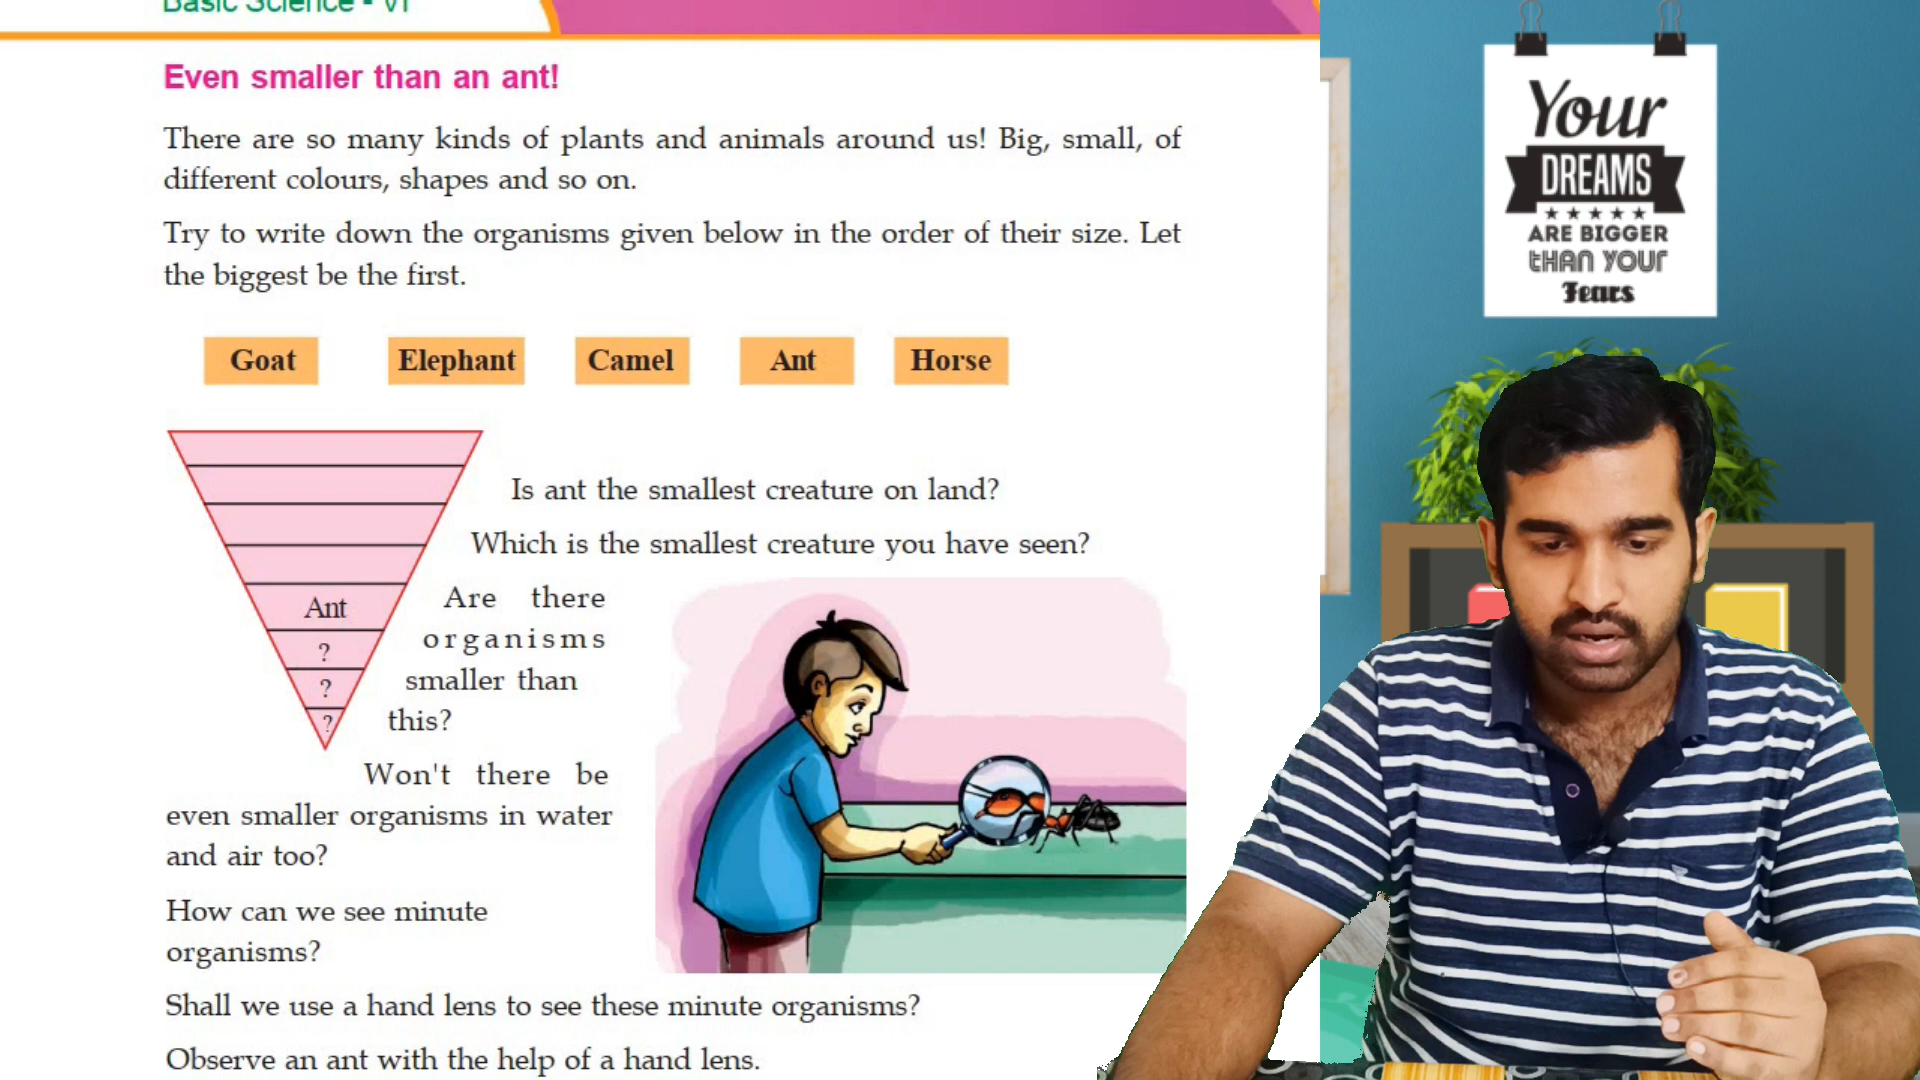 Basic Science - VI
Even smaller than an ant!
There are so many kinds of plants and animals around us! Big, small, of
different colours, shapes and so on.
Try to write down the organisms given below in the order of their size. Let
the biggest be the first.
Goat
Elephant
Camel
Ant
Horse
Is ant the smallest creature on land?
Which is the smallest creature you have seen?
Ant
?
?
?
Are there
organisms
smaller than
this?
Won't there be
even smaller organisms in water
and air too?
How can we see minute
organisms?
Shall we use a hand lens to see these minute organisms?
Observe an ant with the help of a hand lens.
Your
DREAMS
ARE BIGGER
THAN YOUR
Fears